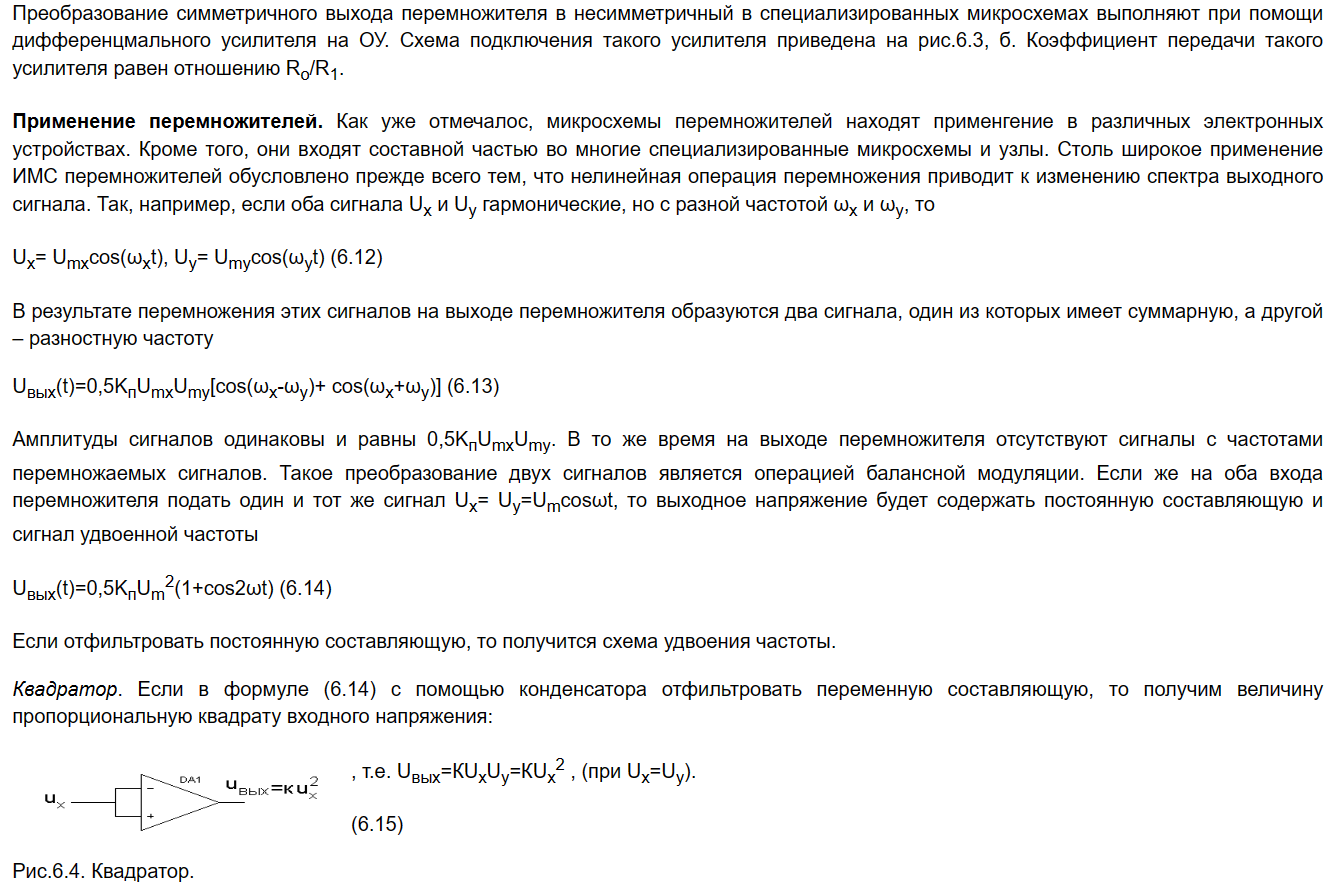 Преобразование симметричного выхода перемножителя в несимметричный в специализированных микросхемах выполняют при помощи
дифференцмального усилителя на ОУ. Схема подключения такого усилителя приведена на рис.6.3, б. Коэффициент передачи такого
усилителя равен отношению Rо/R1.
Применение перемножителей. Как уже отмечалос, микросхемы перемножителей находят применгение в различных электронных
устройствах. Кроме того, они входят составной частью во многие специализированные микросхемы и узлы. Столь широкое применение
ИМС перемножителей обусловлено прежде всего тем, что нелинейная операция перемножения приводит к изменению спектра выходного
сигнала. Так, например, если оба сигнала Ux и Uy гармонические, но с разной частотой ωx и ωy, то
Ux= Umxcos(ωxt), Uy= Umycos(ωyt) (6.12)
В результате перемножения этих сигналов на выходе перемножителя образуются два сигнала, один из которых имеет суммарную, а другой
– разностную частоту
Uвых(t)=0,5KпUmxUmy[cos(ωx-ωy)+ cos(ωx+ωy)] (6.13)
Амплитуды сигналов одинаковы и равны 0,5KпUmxUmy. В то же время на выходе перемножителя отсутствуют сигналы с частотами
перемножаемых сигналов. Такое преобразование двух сигналов является операцией балансной модуляции. Если же на оба входа
перемножителя подать один и тот же сигнал Ux= Uy=Umcosωt, то выходное напряжение будет содержать постоянную составляющую и
сигнал удвоенной частоты
Uвых(t)=0,5KпUm²(1+cos2ωt) (6.14)
Если отфильтровать постоянную составляющую, то получится схема удвоения частоты.
Квадратор. Если в формуле (6.14) с помощью конденсатора отфильтровать переменную составляющую, то получим величину
пропорциональную квадрату входного напряжения:
, т.е. Uвых=КUxUy=КUx² , (при Ux=Uy).
(6.15)
ux
−
+
DA1
uвых=кux²
Рис.6.4. Квадратор.